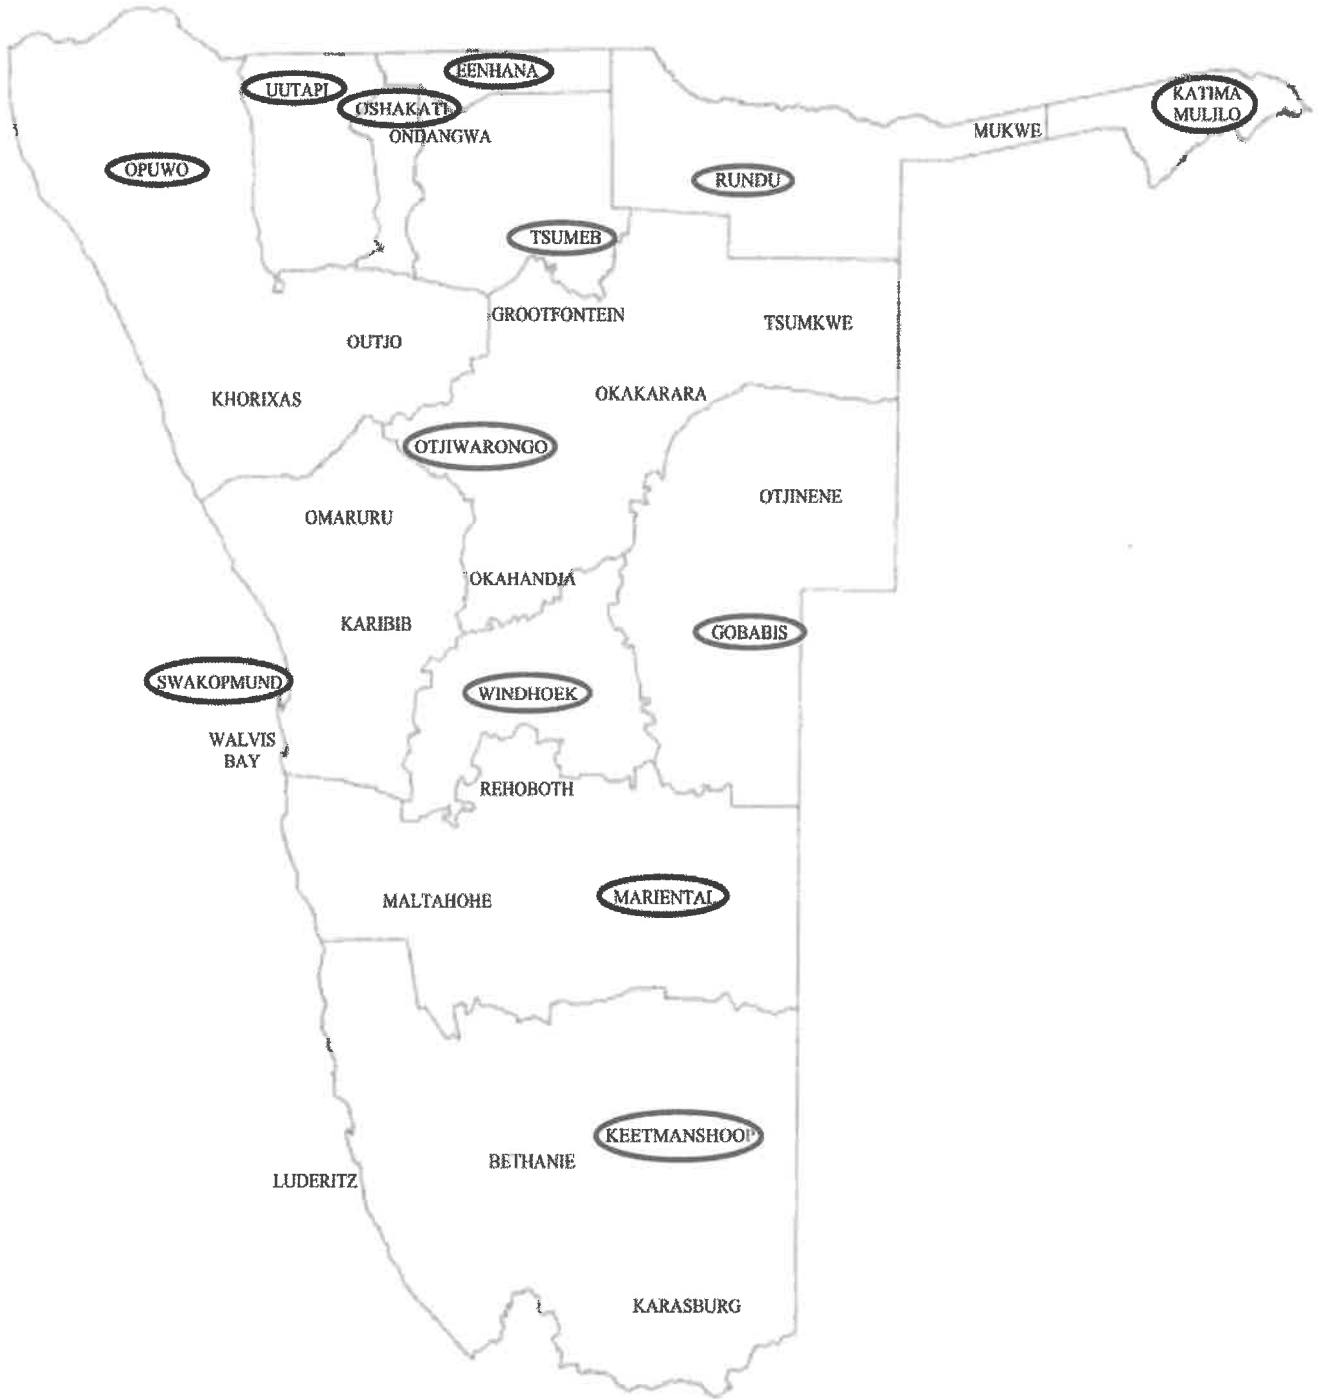 EENHANA
UUTAPI
OSHAKATI
ONDANGWA
KATIMA
MULILO
MUKWE
OPUWO
RUNDU
TSUMEB
GROOTFONTEIN
TSUMKWE
OUTJO
KHORIXAS
OKAKARARA
OTJIWARONGO
OTJINENE
OMARURU
OKAHANDJA
KARIBIB
GOBABIS
SWAKOPMUND
WINDHOEK
WALVIS
BAY
REHOBOTH
MALTAHOHE
MARIENTAL
KEETMANSHOOP
BETHANIE
LUDERITZ
KARASBURG